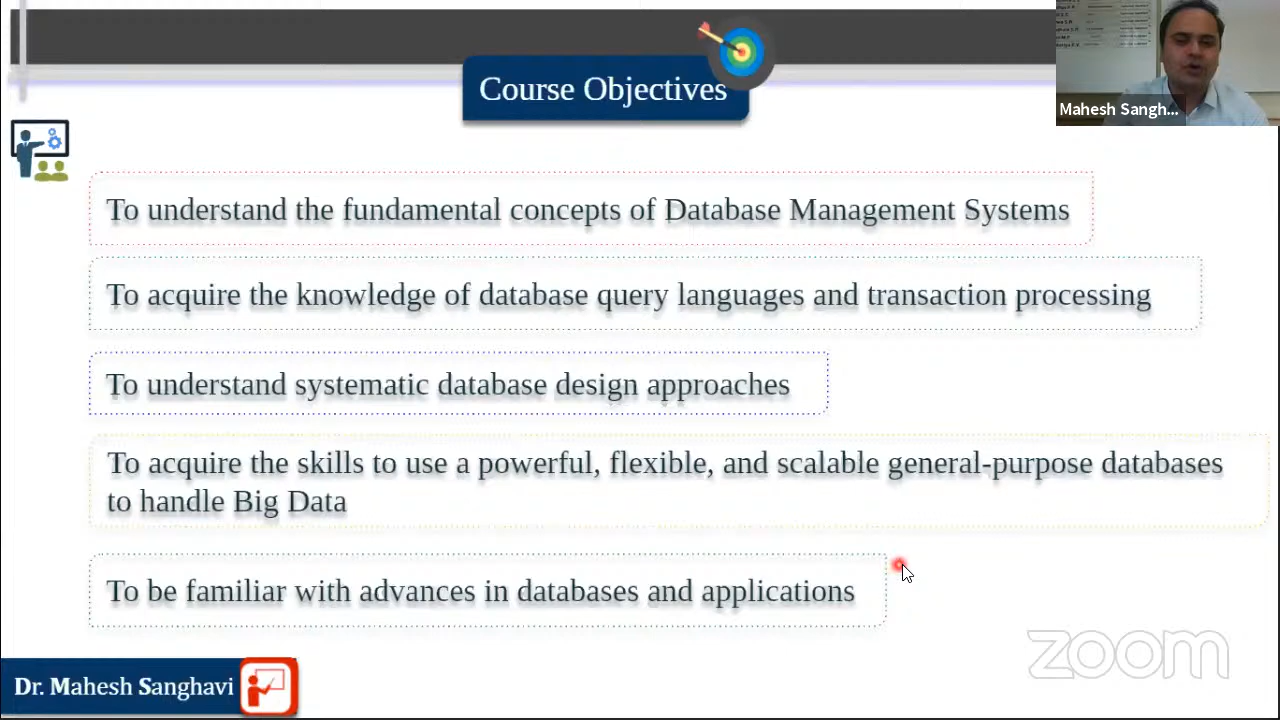 Course Objectives
Mahesh Sangh...
To understand the fundamental concepts of Database Management Systems
To acquire the knowledge of database query languages and transaction processing
To understand systematic database design approaches
To acquire the skills to use a powerful, flexible, and scalable general-purpose databases
to handle Big Data
To be familiar with advances in databases and applications
zoom
Dr. Mahesh Sanghavi